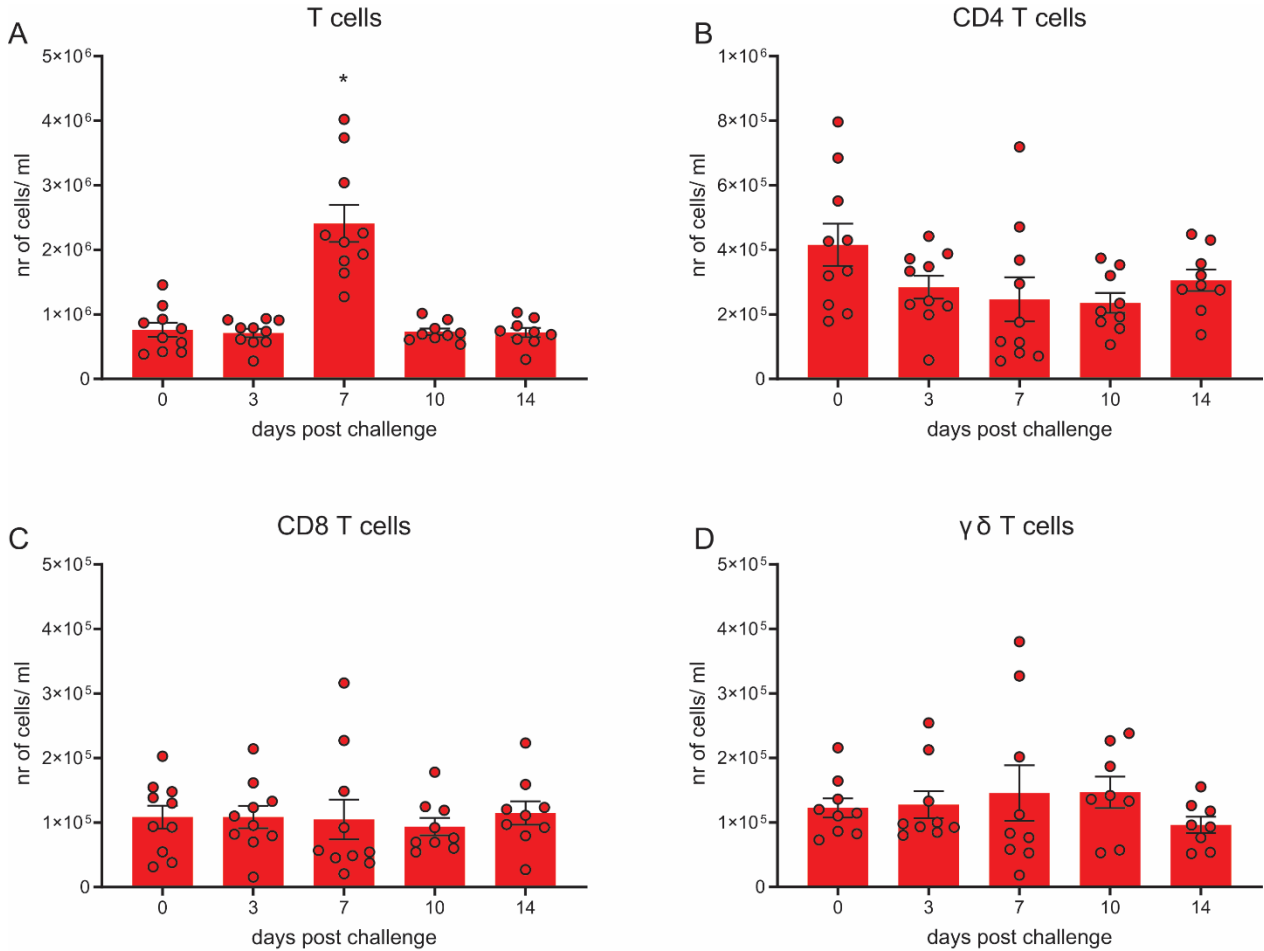 A
T cells
5×10⁶
4×10⁶
3×10⁶
2×10⁶
1×10⁶
0
nr of cells/ ml
*
0 3 7 10 14
days post challenge
B
CD4 T cells
1×10⁶
8×10⁵
6×10⁵
4×10⁵
2×10⁵
0
nr of cells/ ml
0 3 7 10 14
days post challenge
C
CD8 T cells
5×10⁵
4×10⁵
3×10⁵
2×10⁵
1×10⁵
0
nr of cells/ ml
0 3 7 10 14
days post challenge
D
γδ T cells
5×10⁵
4×10⁵
3×10⁵
2×10⁵
1×10⁵
0
nr of cells/ ml
0 3 7 10 14
days post challenge